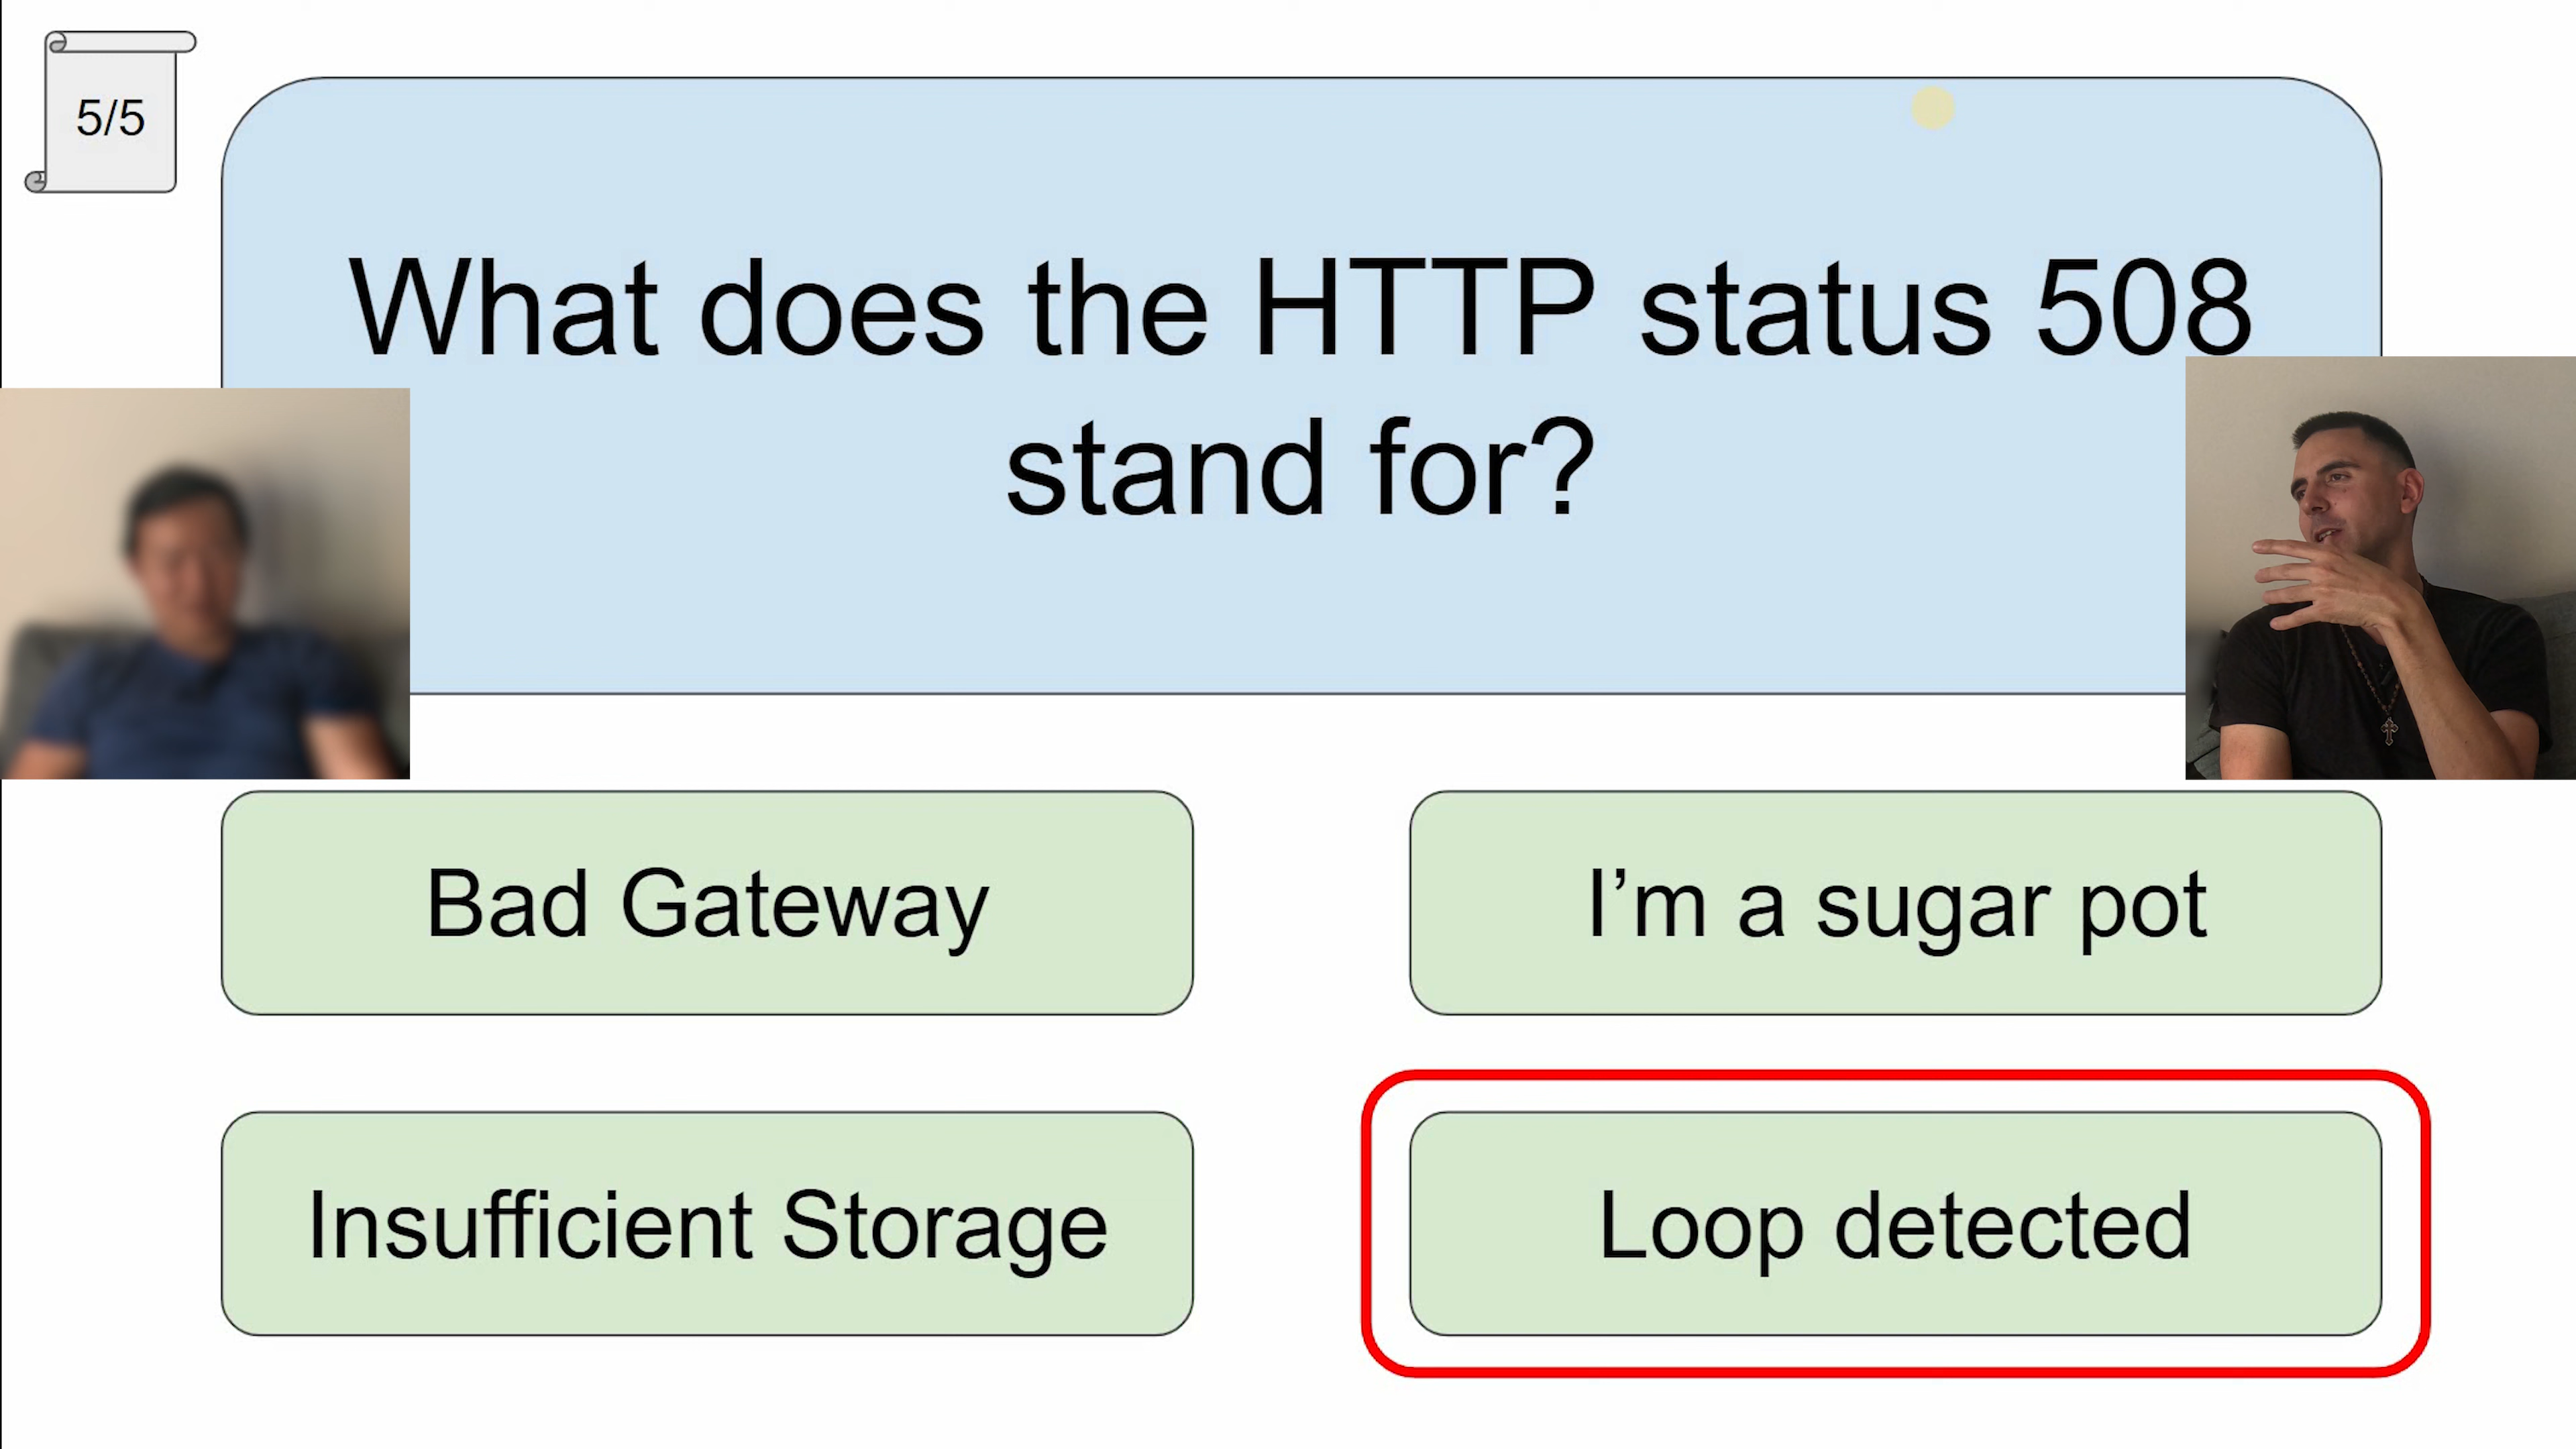 5/5
What does the HTTP status 508
stand for?
Bad Gateway
I’m a sugar pot
Insufficient Storage
Loop detected